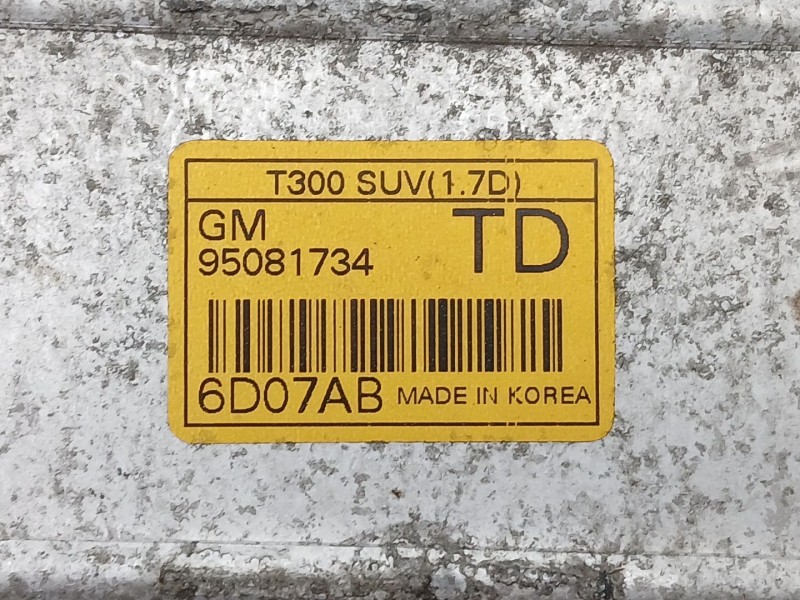 T300 SUV(1.7D)
GM TD
95081734
6D07AB MADE IN KOREA